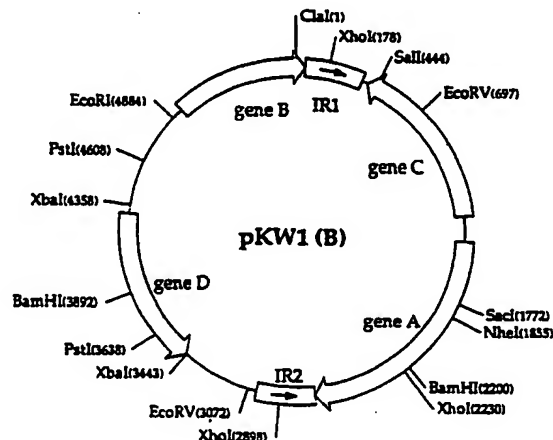 ClaI(1)
XhoI(178)
SalI(444)
EcoRV(697)
EcoRI(4884)
gene B
IR1
PstI(4608)
gene C
XbaI(4358)
pKW1 (B)
gene D
BamHI(3892)
gene A
SacI(1772)
NheI(1855)
PstI(3638)
XbaI(3443)
IR2
BamHI(2200)
EcoRV(3072)
XhoI(2230)
XhoI(2898)